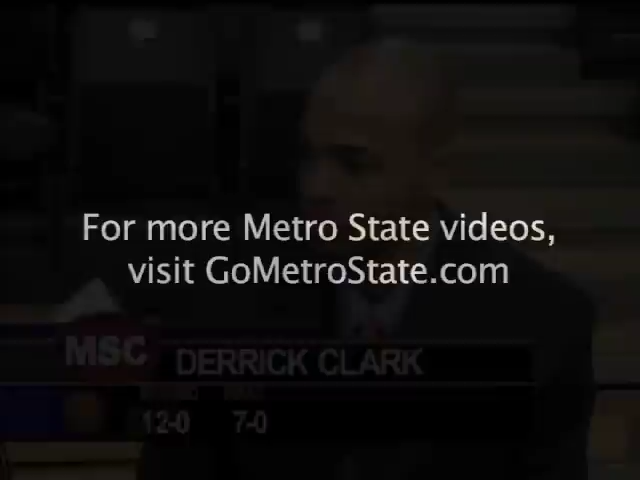 For more Metro State videos,
visit GoMetroState.com
MSC DERRICK CLARK
12-0 7-0